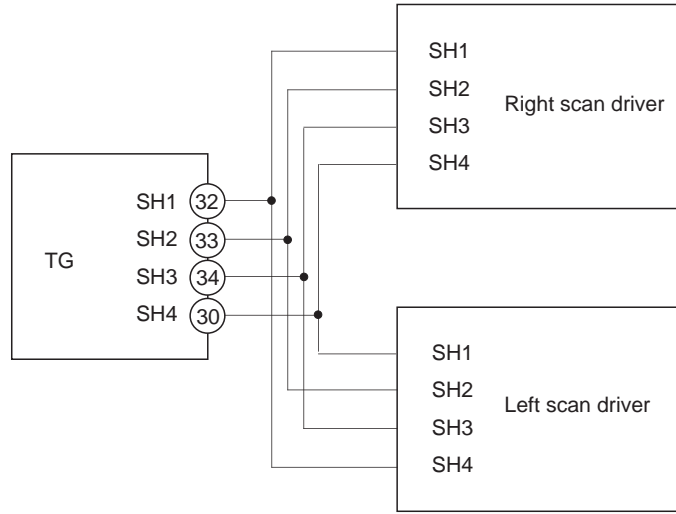 SH1
SH2
SH3
SH4
Right scan driver
TG
SH1 32
SH2 33
SH3 34
SH4 30
SH1
SH2
SH3
SH4
Left scan driver